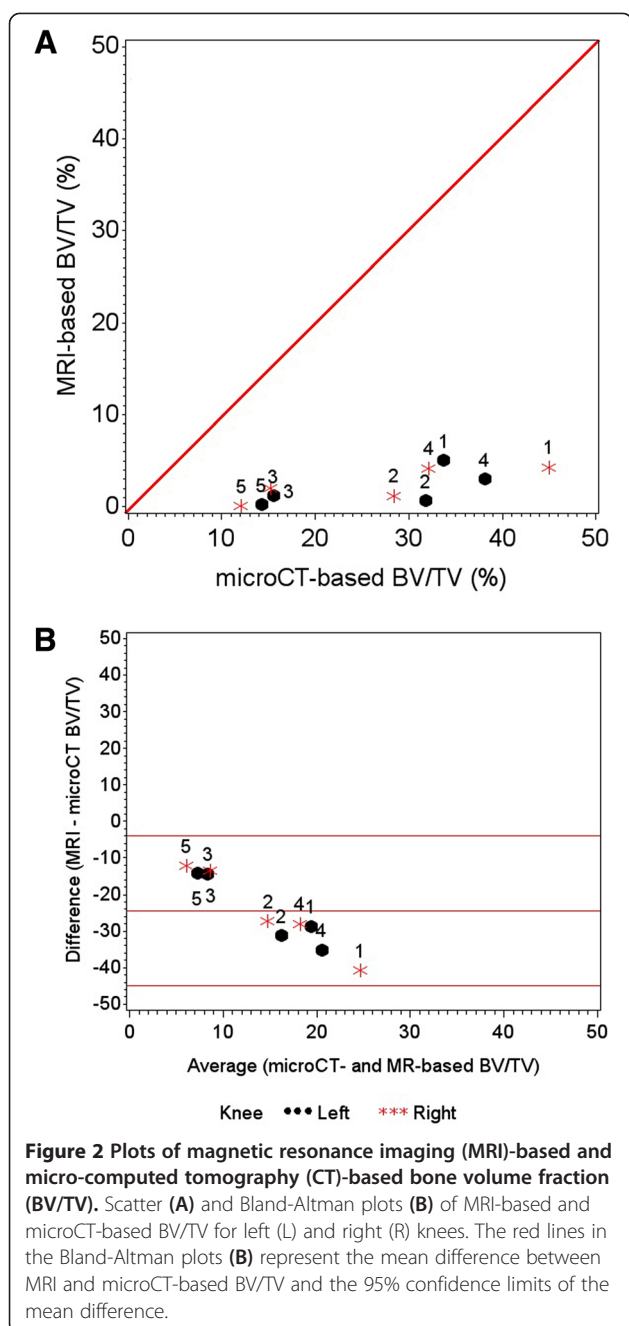 A
MRI-based BV/TV (%)
50
40
30
20
10
0
5 5 3 3 2 4 1 2 4 1
0 10 20 30 40 50
microCT-based BV/TV (%)
B
Difference (MRI - microCT BV/TV)
50
40
30
20
10
0
-10
-20
-30
-40
-50
5 3
5 3
2 2 4 1 4 1
0 10 20 30 40 50
Average (microCT- and MR-based BV/TV)
Knee Left Right
Figure 2 Plots of magnetic resonance imaging (MRI)-based and
micro-computed tomography (CT)-based bone volume fraction
(BV/TV). Scatter (A) and Bland-Altman plots (B) of MRI-based and
microCT-based BV/TV for left (L) and right (R) knees. The red lines in
the Bland-Altman plots (B) represent the mean difference between
MRI and microCT-based BV/TV and the 95% confidence limits of the
mean difference.